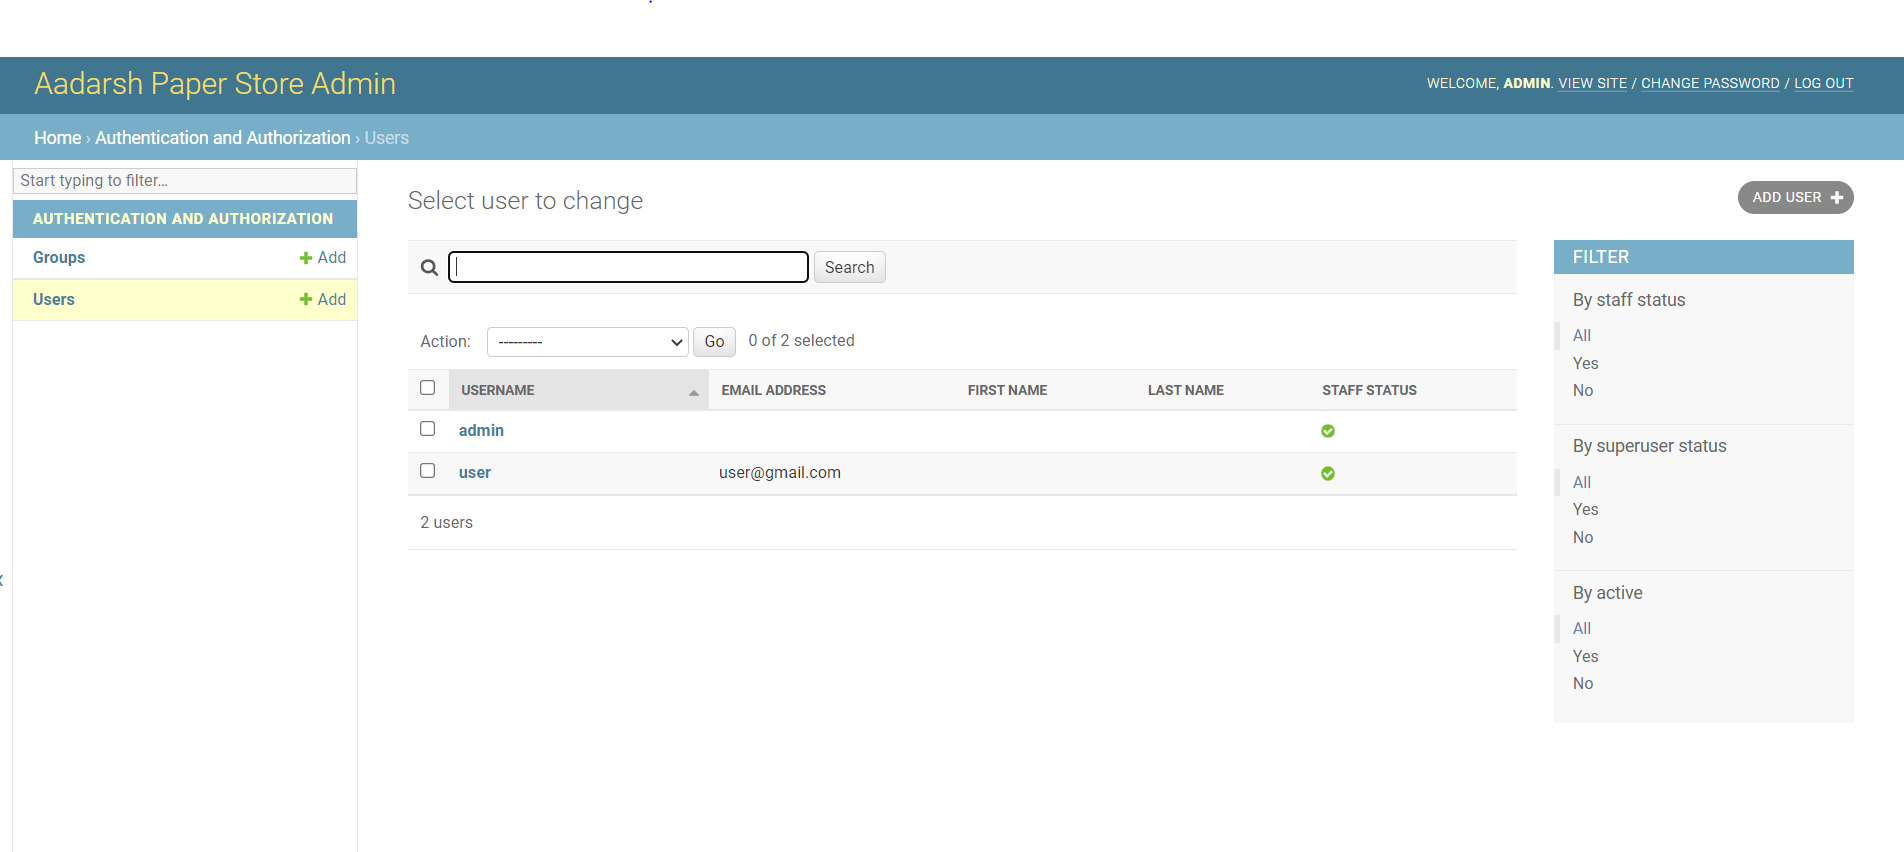 Aadarsh Paper Store Admin
WELCOME, ADMIN. VIEW SITE / CHANGE PASSWORD / LOG OUT
Home › Authentication and Authorization › Users
Start typing to filter...
AUTHENTICATION AND AUTHORIZATION
Groups Add
Users Add
Select user to change
ADD USER
Search
Action: --------- Go 0 of 2 selected
USERNAME EMAIL ADDRESS FIRST NAME LAST NAME STAFF STATUS
admin
user user@gmail.com
2 users
FILTER
By staff status
All
Yes
No
By superuser status
All
Yes
No
By active
All
Yes
No